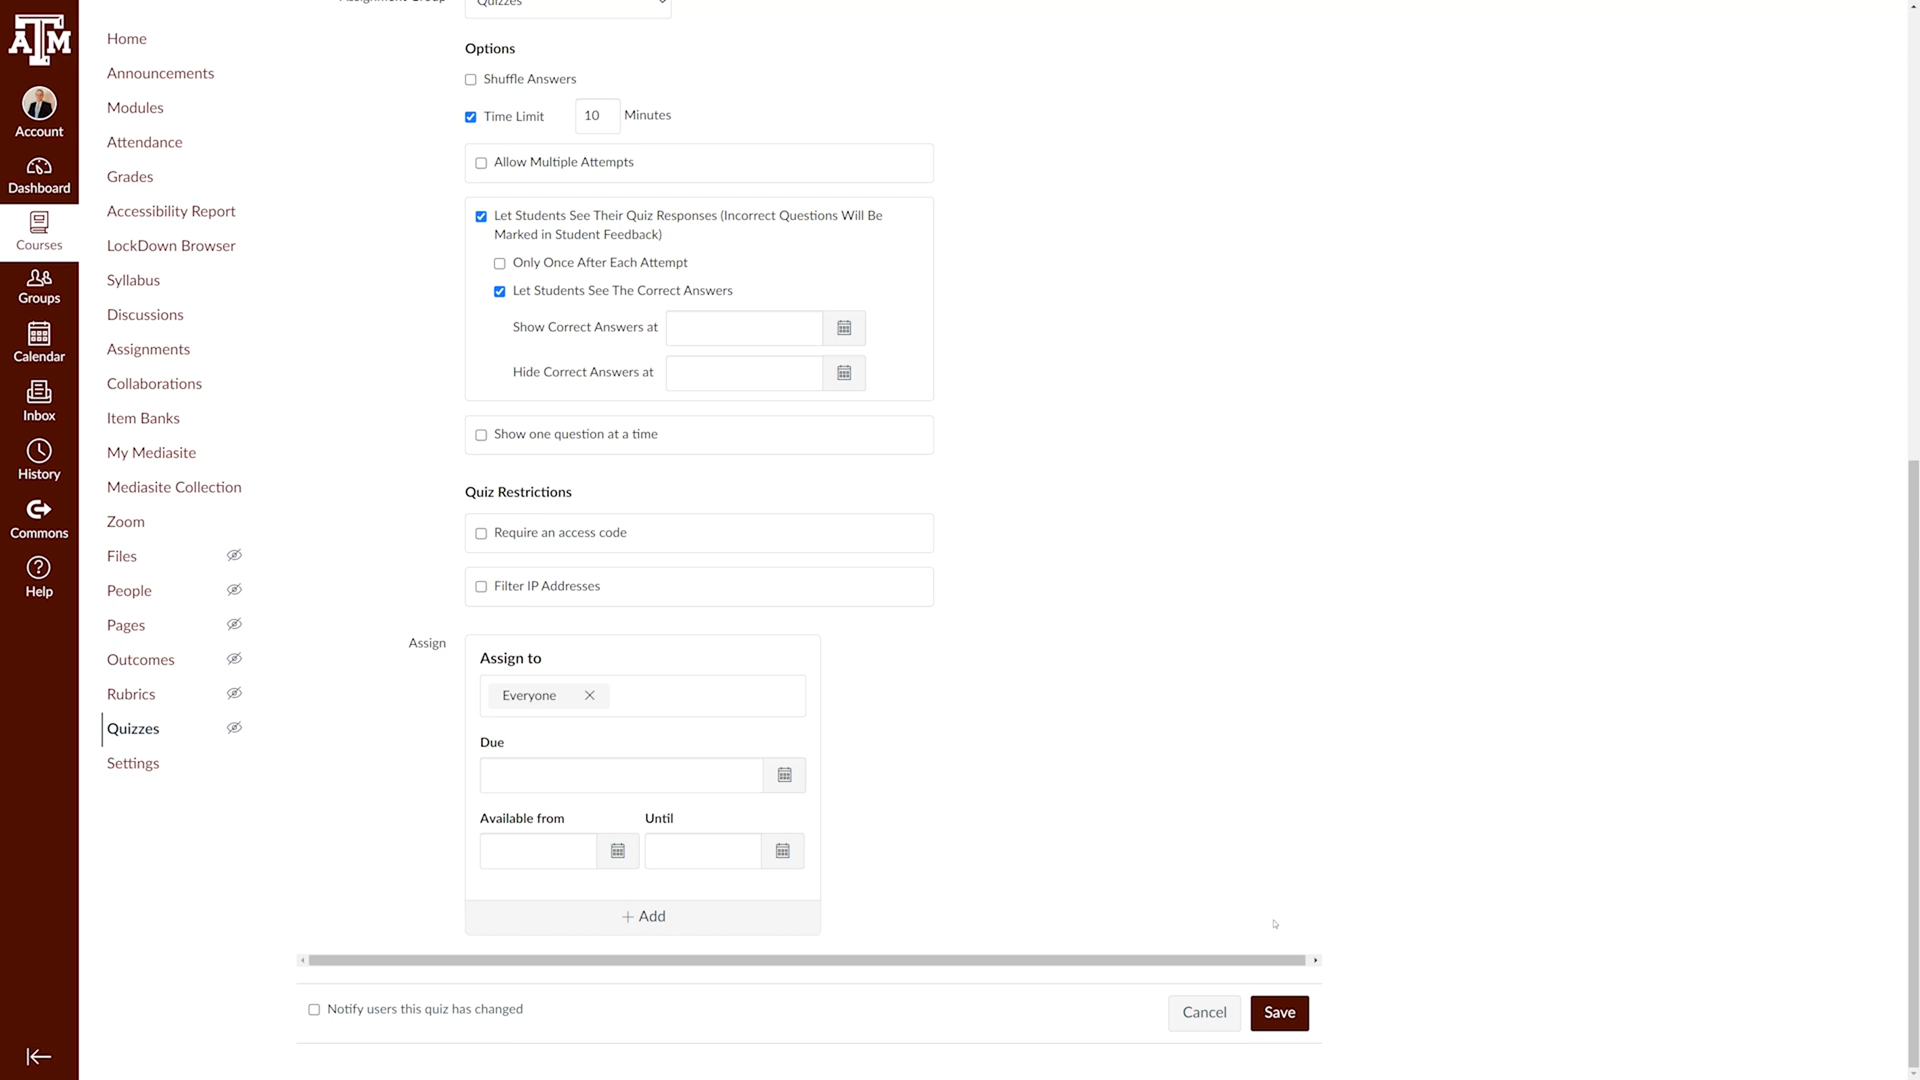 ATM
Account
Dashboard
Courses
Groups
Calendar
Inbox
History
Commons
Help
Home
Announcements
Modules
Attendance
Grades
Accessibility Report
LockDown Browser
Syllabus
Discussions
Assignments
Collaborations
Item Banks
My Mediasite
Mediasite Collection
Zoom
Files
People
Pages
Outcomes
Rubrics
Quizzes
Settings
Assignment Group Quizzes
Options
Shuffle Answers
Time Limit 10 Minutes
Allow Multiple Attempts
Let Students See Their Quiz Responses (Incorrect Questions Will Be
Marked in Student Feedback)
Only Once After Each Attempt
Let Students See The Correct Answers
Show Correct Answers at
Hide Correct Answers at
Show one question at a time
Quiz Restrictions
Require an access code
Filter IP Addresses
Assign
Assign to
Everyone
Due
Available from Until
+ Add
Notify users this quiz has changed
Cancel Save